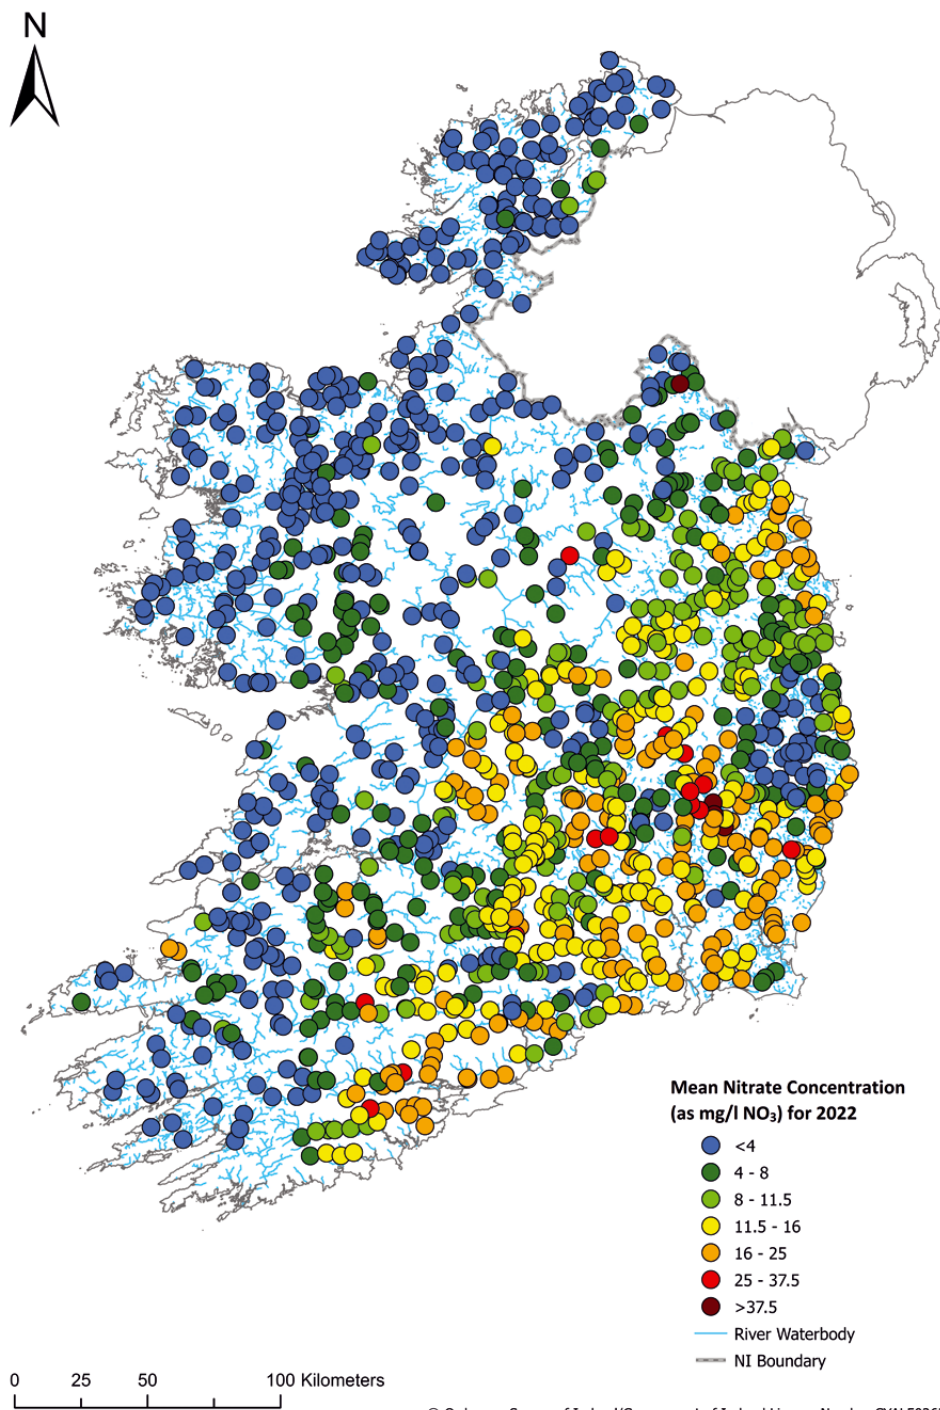 N
Mean Nitrate Concentration
(as mg/l NO₃) for 2022
<4
4 - 8
8 - 11.5
11.5 - 16
16 - 25
25 - 37.5
>37.5
River Waterbody
NI Boundary
0 25 50 100 Kilometers